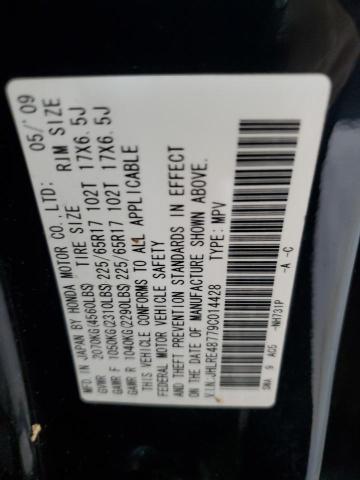 MFD. IN JAPAN BY HONDA MOTOR CO., LTD: 05/'09
TIRE SIZE RIM SIZE
GVWR 2070KG(4560LBS)
GAWR F 1050KG(2310LBS) 225/65R17 102T 17X6.5J
GAWR R 1040KG(2290LBS) 225/65R17 102T 17X6.5J
THIS VEHICLE CONFORMS TO ALL APPLICABLE
FEDERAL MOTOR VEHICLE SAFETY
AND THEFT PREVENTION STANDARDS IN EFFECT
ON THE DATE OF MANUFACTURE SHOWN ABOVE.
V.I.N:JHLRE48779C014428 TYPE: MPV
9 A05 -NH731P -A -C